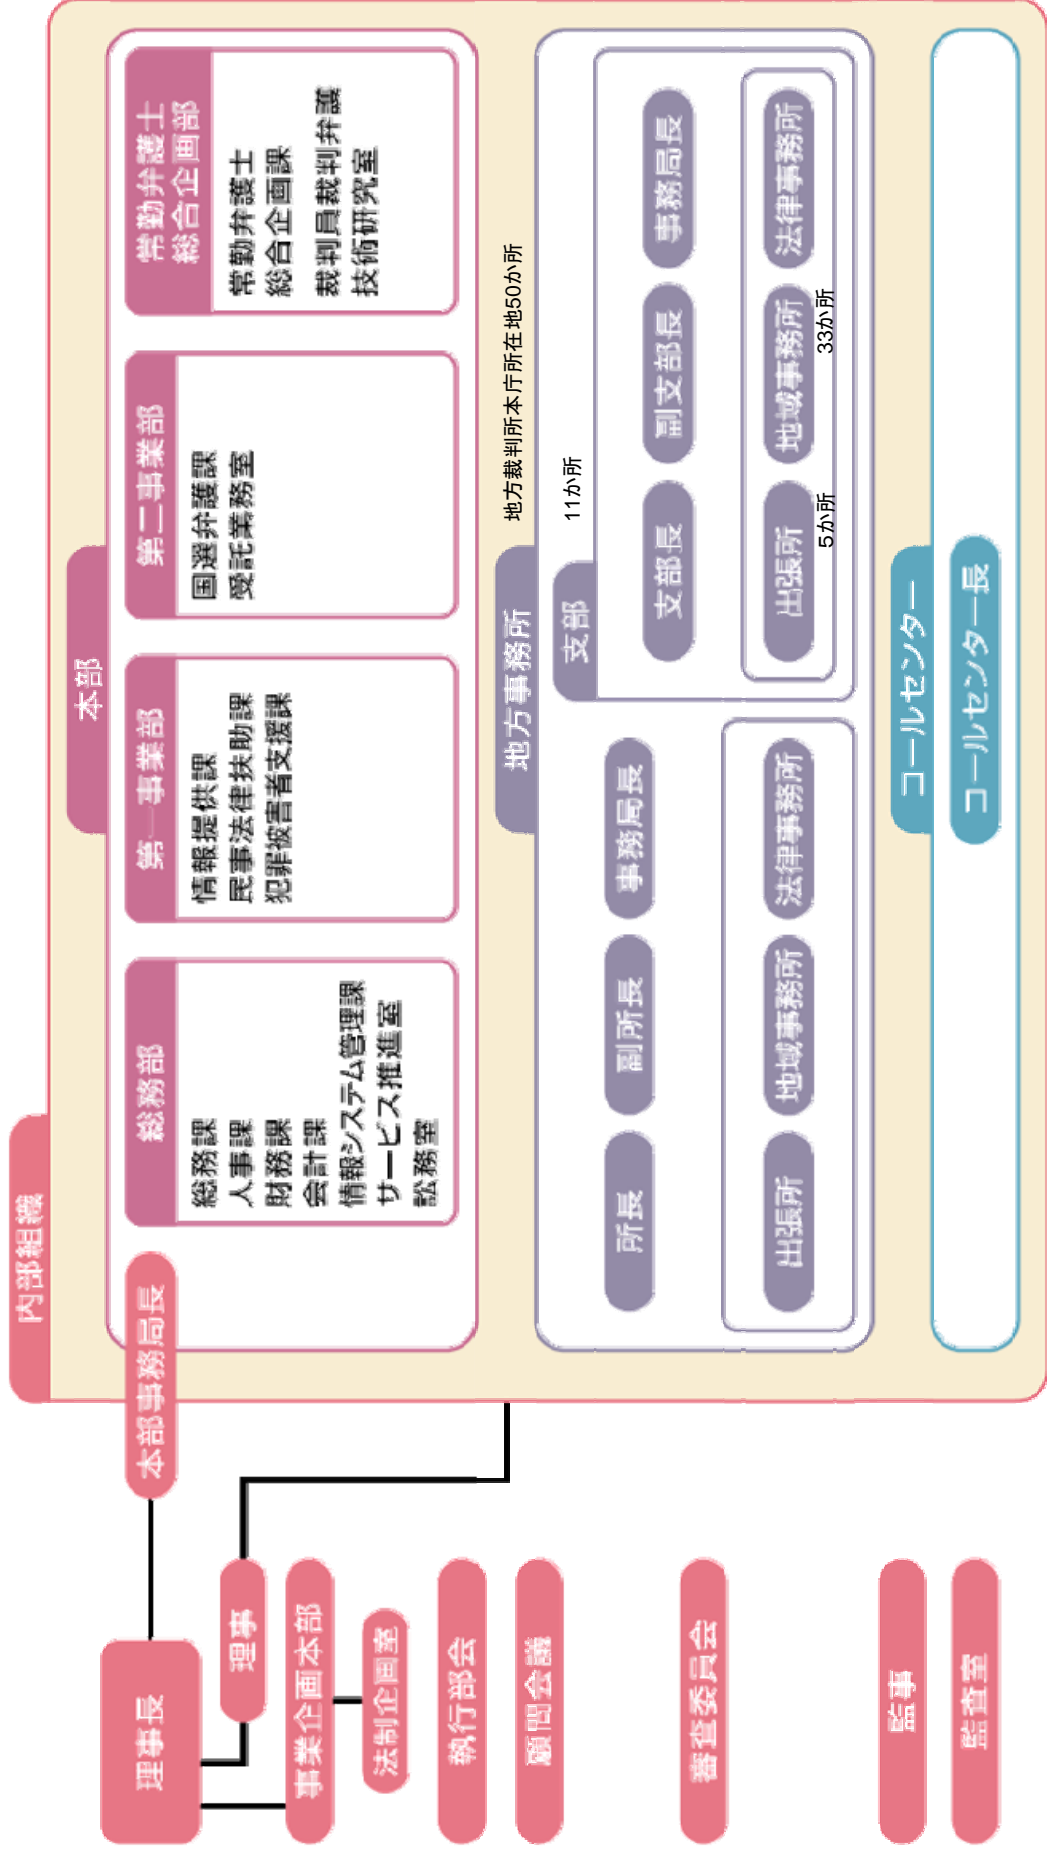 内部組織
理事長
本部事務局長
理事
事業企画本部
法制企画室
執行部会
顧問会議
審査委員会
監事
監査室
本部
総務部
総務課
人事課
財務課
会計課
情報システム管理課
サービス推進室
訟務室
第一事業部
情報提供課
民事法律扶助課
犯罪被害者支援課
第二事業部
国選弁護課
受託業務室
常勤弁護士
総合企画部
常勤弁護士
総合企画課
裁判員裁判弁護
技術研究室
地方事務所
地方裁判所本庁所在地50か所
所長
副所長
事務局長
出張所
地域事務所
法律事務所
支部
11か所
支部長
副支部長
事務局長
出張所
地域事務所
法律事務所
5か所
33か所
コールセンター
コールセンター長